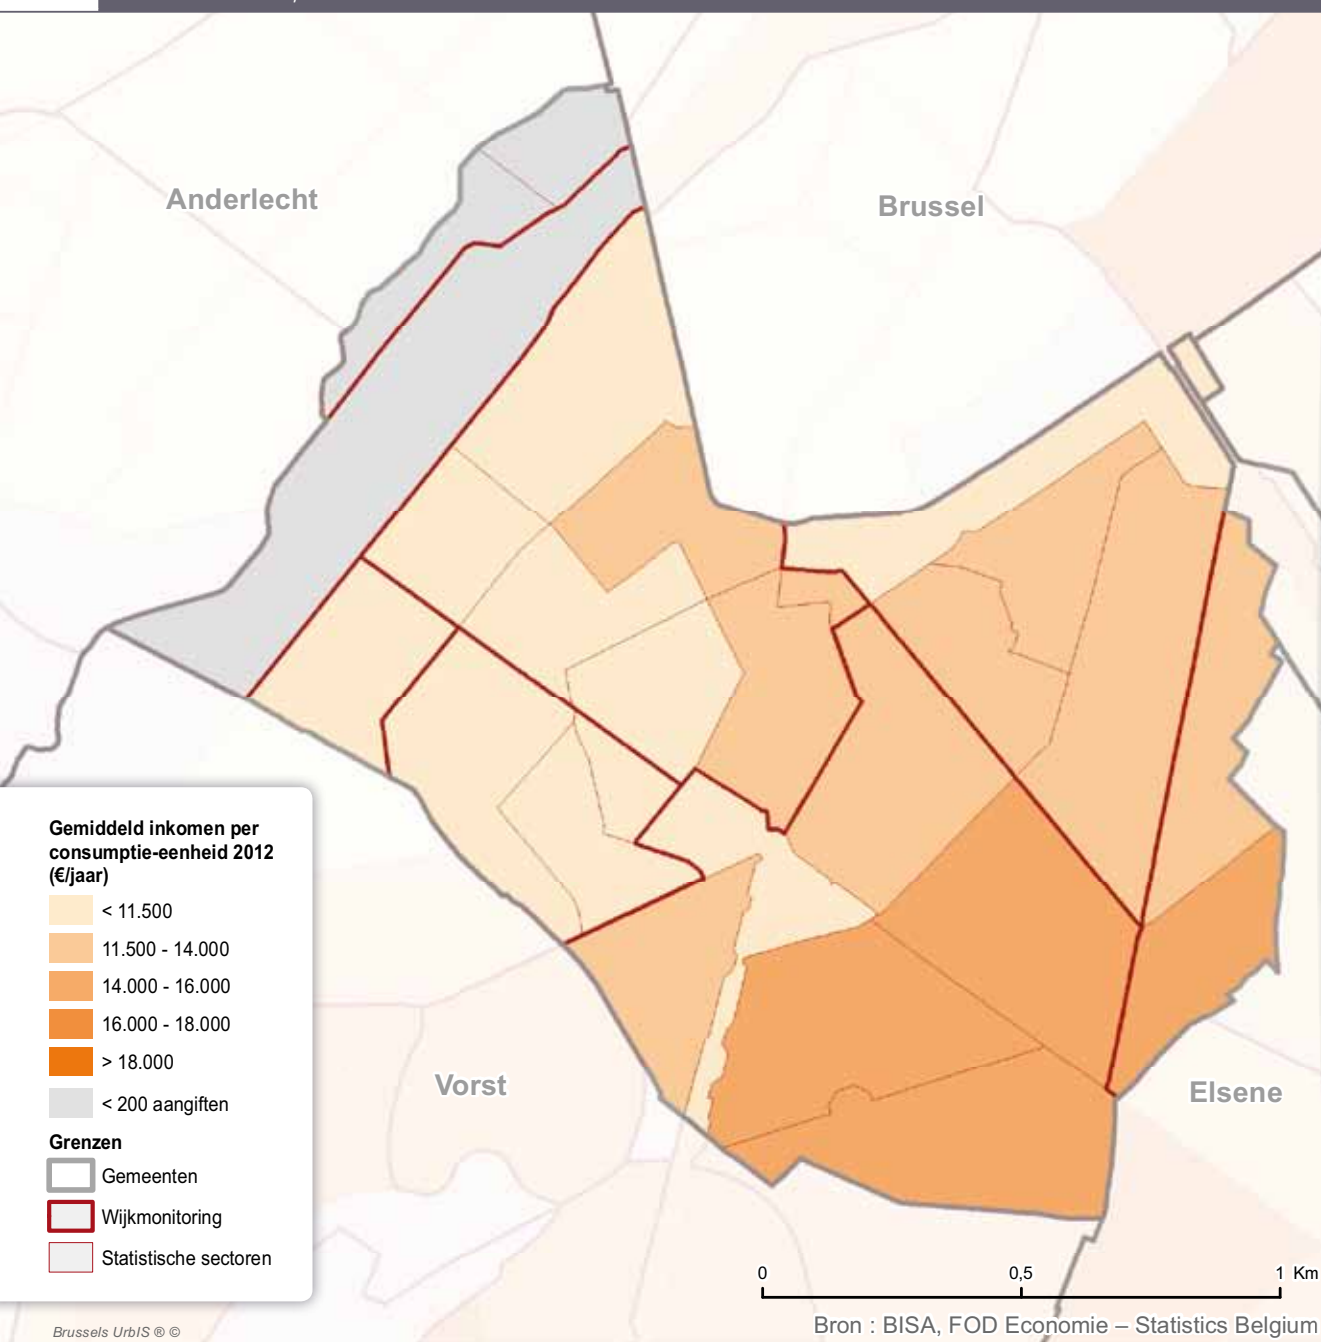 Anderlecht
Brussel
Gemiddeld inkomen per
consumptie-eenheid 2012
(€/jaar)
< 11.500
11.500 - 14.000
14.000 - 16.000
16.000 - 18.000
> 18.000
< 200 aangiften
Grenzen
Gemeenten
Wijkmonitoring
Statistische sectoren
Vorst
Elsene
0 0,5 1 Km
Brussels UrbIS ® ©
Bron : BISA, FOD Economie – Statistics Belgium